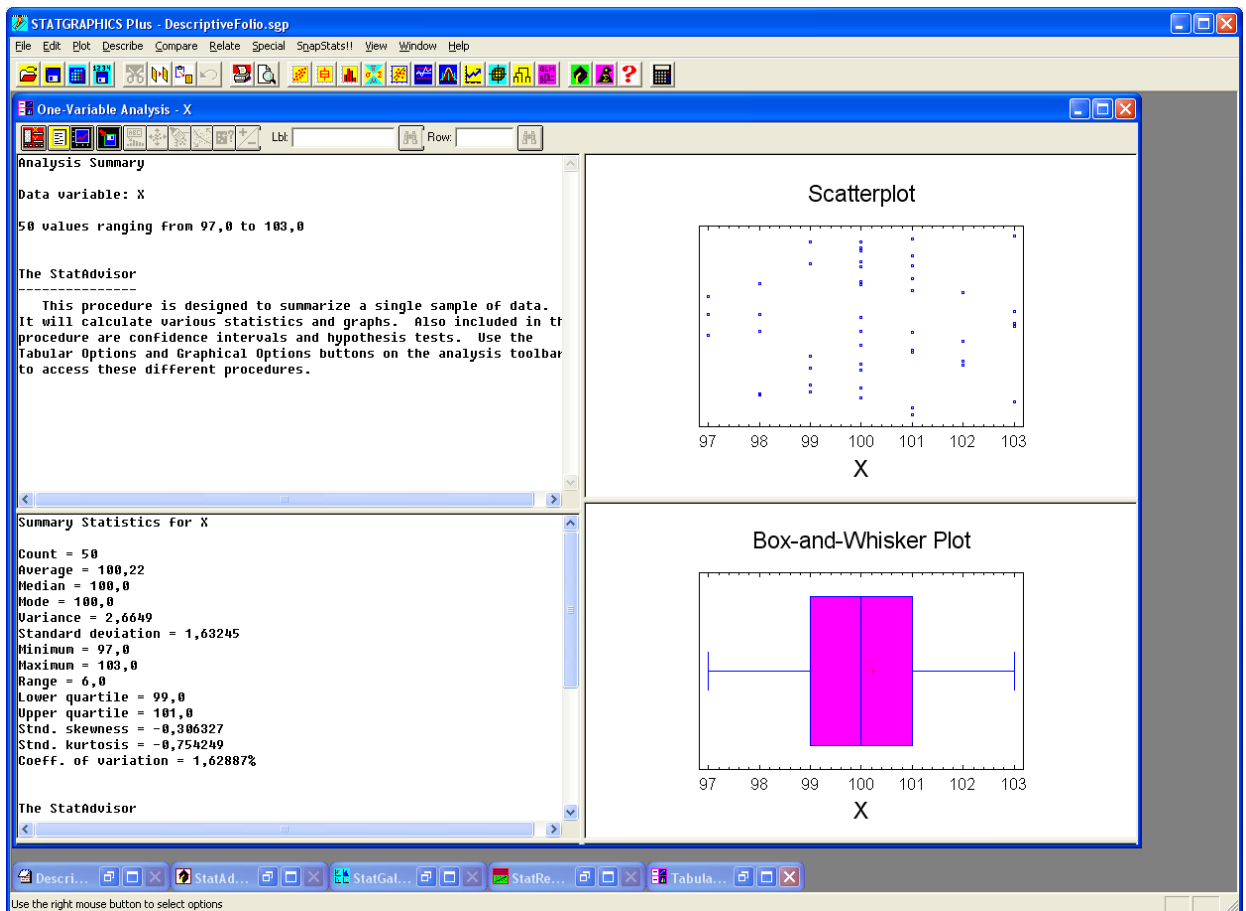 STATGRAPHICS Plus - DescriptiveFolio.sgp
File Edit Plot Describe Compare Relate Special SnapStats!! View Window Help
One-Variable Analysis - X
Lbl: Row:
Analysis Summary
Data variable: X
50 values ranging from 97,0 to 103,0
The StatAdvisor
---------------
This procedure is designed to summarize a single sample of data.
It will calculate various statistics and graphs. Also included in th
procedure are confidence intervals and hypothesis tests. Use the
Tabular Options and Graphical Options buttons on the analysis toolbar
to access these different procedures.
Scatterplot
97 98 99 100 101 102 103
X
Summary Statistics for X
Count = 50
Average = 100,22
Median = 100,0
Mode = 100,0
Variance = 2,6649
Standard deviation = 1,63245
Minimum = 97,0
Maximum = 103,0
Range = 6,0
Lower quartile = 99,0
Upper quartile = 101,0
Stnd. skewness = -0,306327
Stnd. kurtosis = -0,754249
Coeff. of variation = 1,62887%
The StatAdvisor
Box-and-Whisker Plot
97 98 99 100 101 102 103
X
Descri... StatAd... StatGal... StatRe... Tabula...
Use the right mouse button to select options